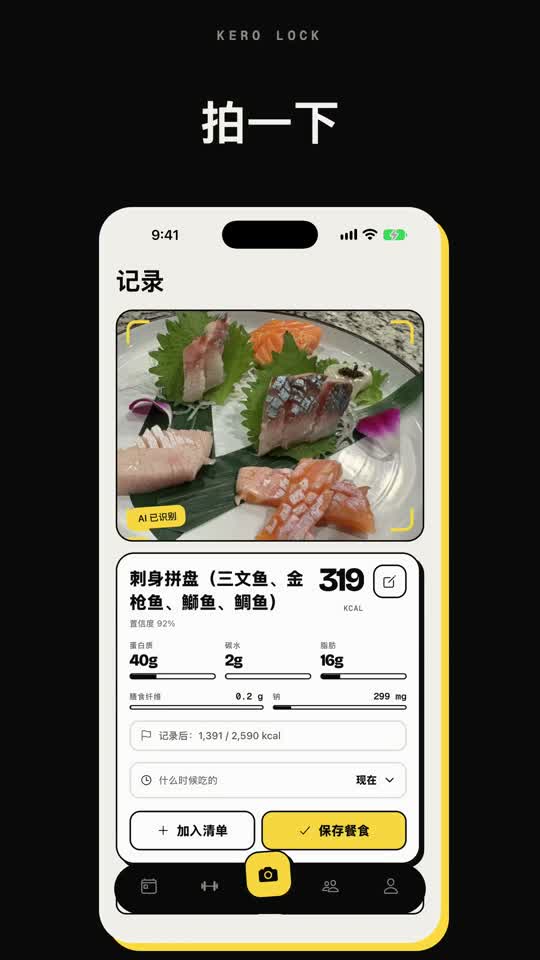 KERO LOCK
拍一下
9:41
记录
AI 已识别
刺身拼盘（三文鱼、金
枪鱼、鰤鱼、鲷鱼）
319
KCAL
置信度 92%
蛋白质
碳水
脂肪
40g
2g
16g
膳食纤维
0.2 g
钠
299 mg
记录后：1,391 / 2,590 kcal
什么时候吃的
现在
加入清单
保存餐食